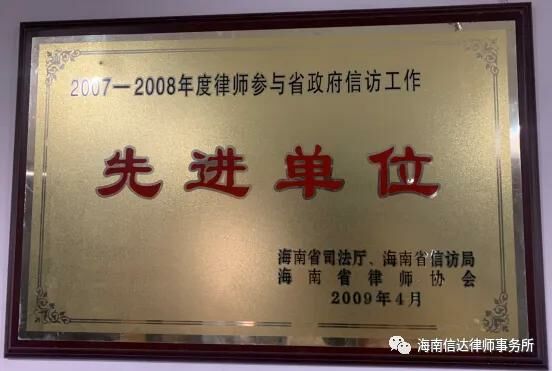 2007—2008年度律师参与省政府信访工作
先进单位
海南省司法厅、海南省信访局
海南省律师协会
2009年4月
海南信达律师事务所